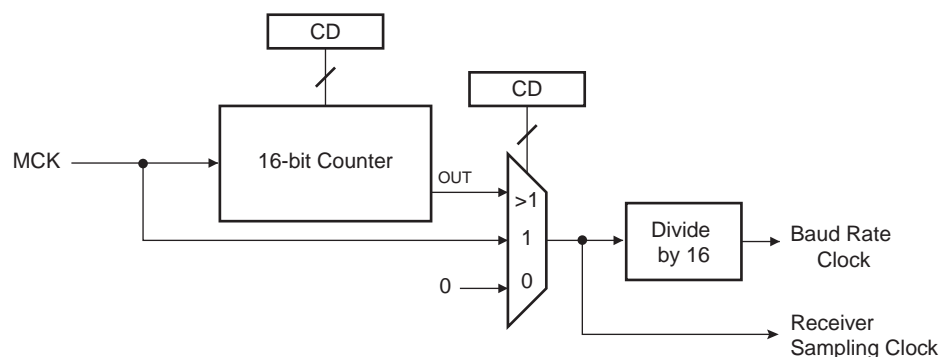 CD
CD
MCK
16-bit Counter
OUT
>1
1
0
0
Divide
by 16
Baud Rate
Clock
Receiver
Sampling Clock